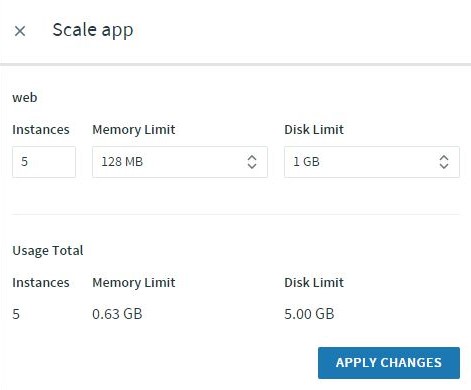 × Scale app
web
Instances Memory Limit Disk Limit
5 128 MB 1 GB
Usage Total
Instances Memory Limit Disk Limit
5 0.63 GB 5.00 GB
APPLY CHANGES